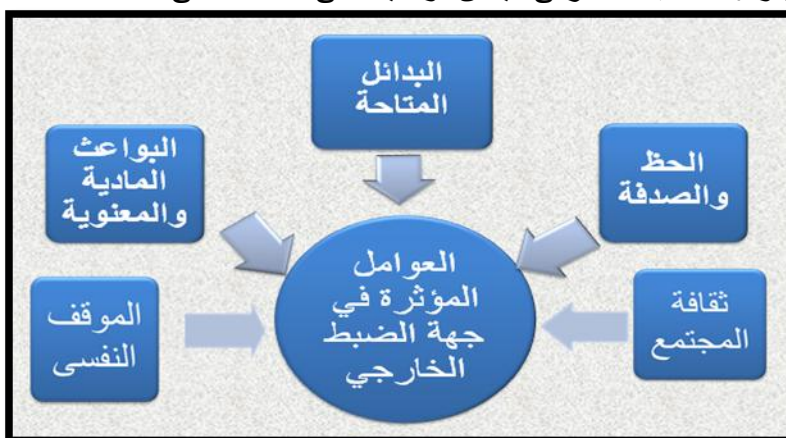 البدائل
المتاحة
الحظ
والصدفة
البواعث
المادية
والمعنوية
العوامل
المؤثرة في
جهة الضبط
الخارجي
ثقافة
المجتمع
الموقف
النفسى